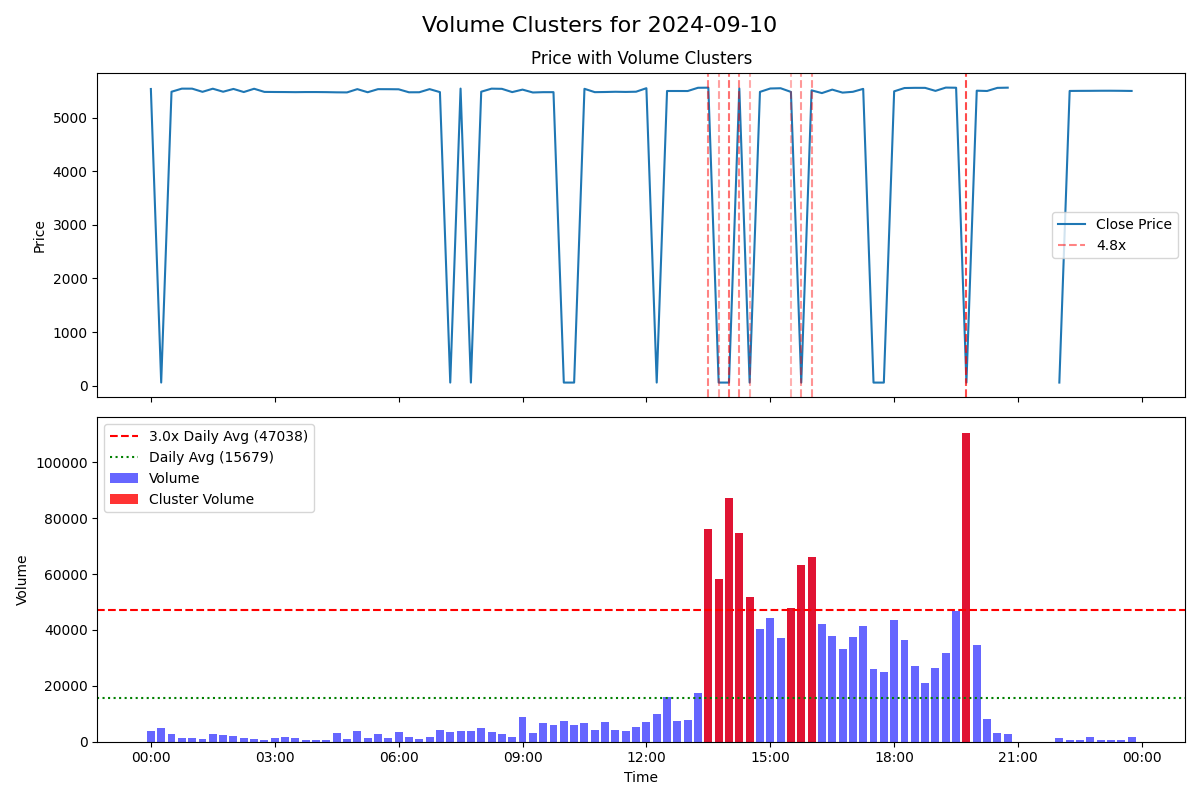 Volume Clusters for 2024-09-10
Price with Volume Clusters
Price
5000
4000
3000
2000
1000
0
Close Price
4.8x
Volume
100000
80000
60000
40000
20000
0
3.0x Daily Avg (47038)
Daily Avg (15679)
Volume
Cluster Volume
00:00 03:00 06:00 09:00 12:00 15:00 18:00 21:00 00:00
Time